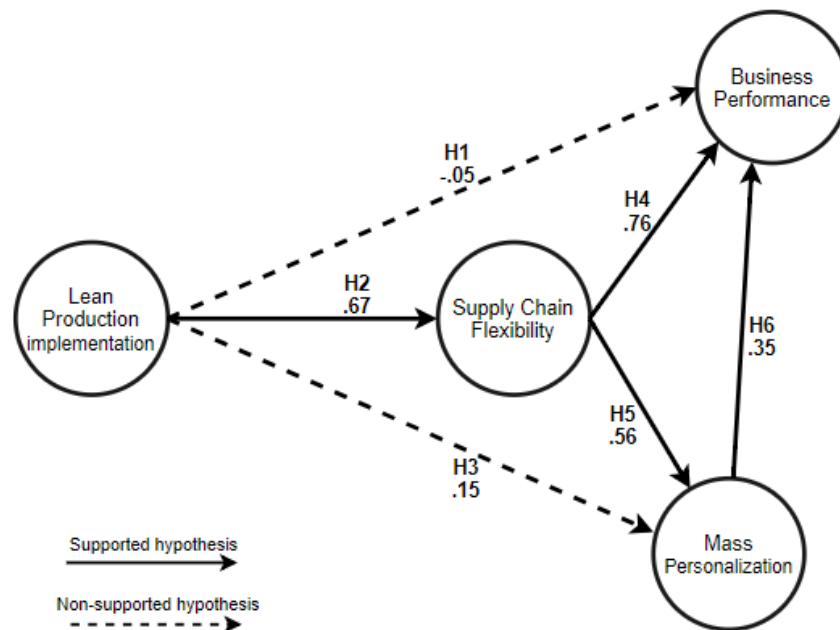 Business
Performance
H1
-.05
H4
.76
Lean
Production
implementation
H2
.67
Supply Chain
Flexibility
H6
.35
H5
.56
H3
.15
Mass
Personalization
Supported hypothesis
Non-supported hypothesis